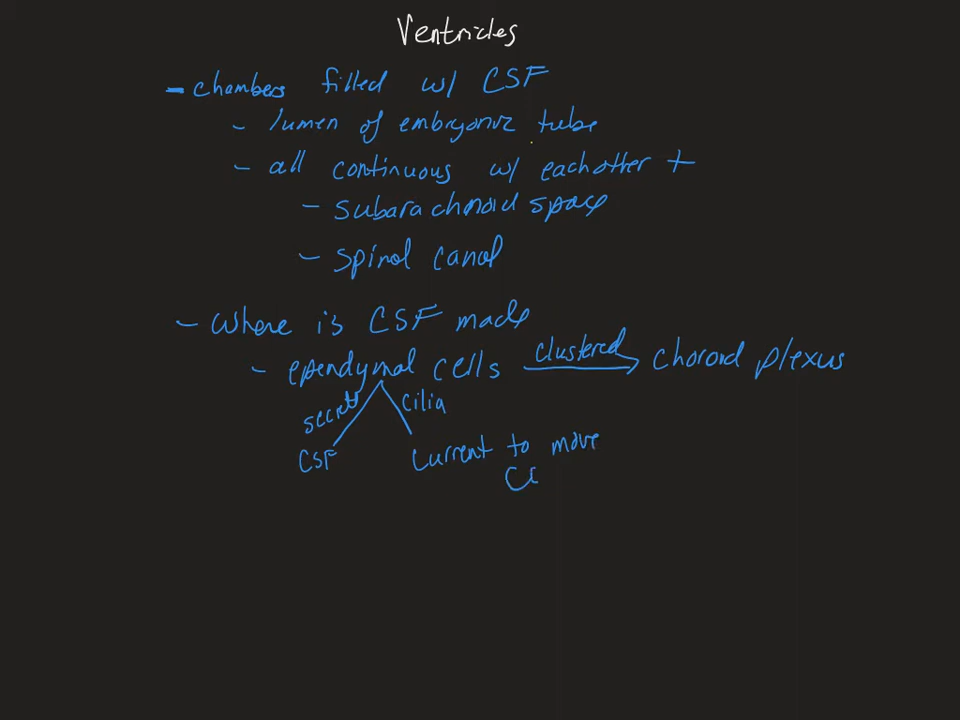 Ventricles
- chambers filled w/ CSF
- lumen of embryonic tube
- all continuous w/ eachother +
- subarachnoid space
- spinal canal
- Where is CSF made
- ependymal cells clustered choroid plexus
secrete cilia
CSF current to move
CS